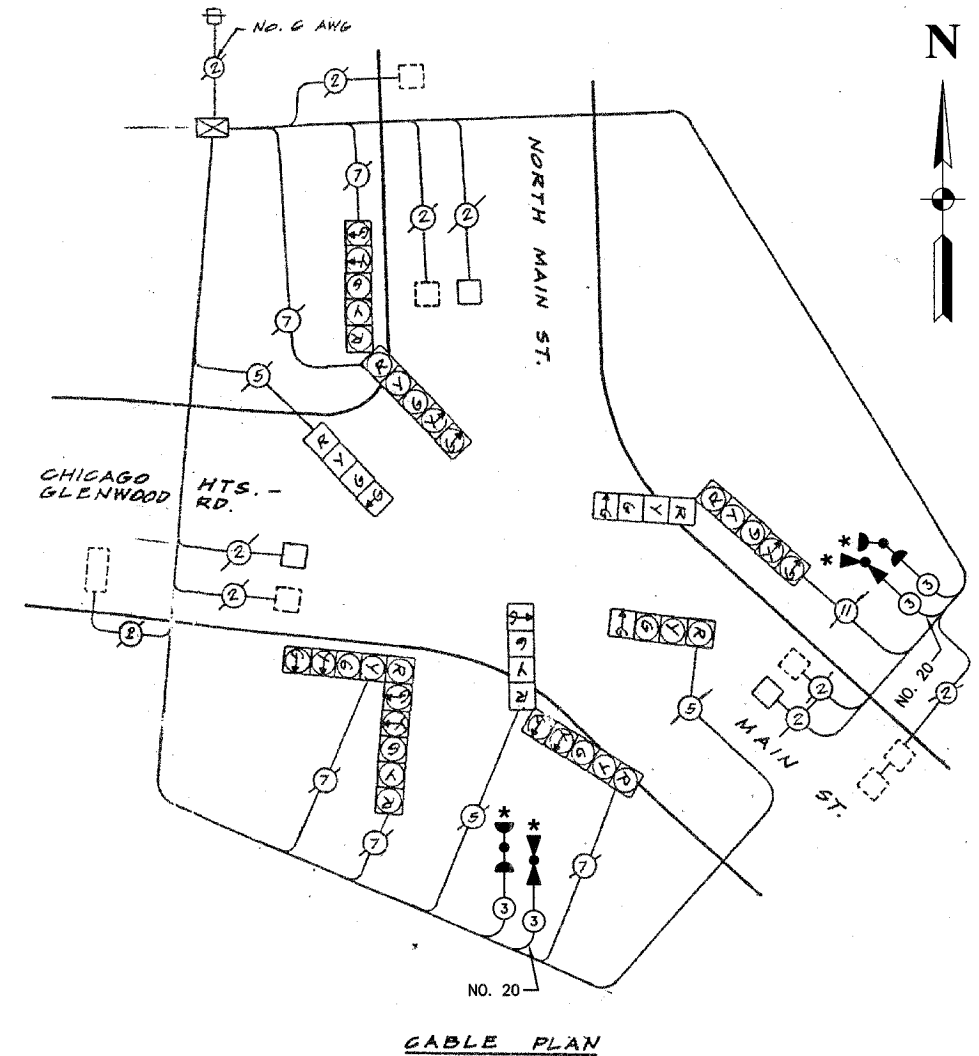 N
NO. 6 AWG
2
2
7
2
2
G
Y
G
Y
R
NORTH MAIN ST.
7
5
R Y G Y G
R Y G G
CHICAGO HTS. -
GLENWOOD RD.
G G Y R
R Y G Y G
*
*
2
2
3
3
11
8
G
G
Y
R
G Y G R
NO. 20
2
2
2
G Y G Y R
G
Y
G
Y
R
5
MAIN ST.
G Y G Y R
7
7
5
*
*
7
3
3
NO. 20
CABLE PLAN